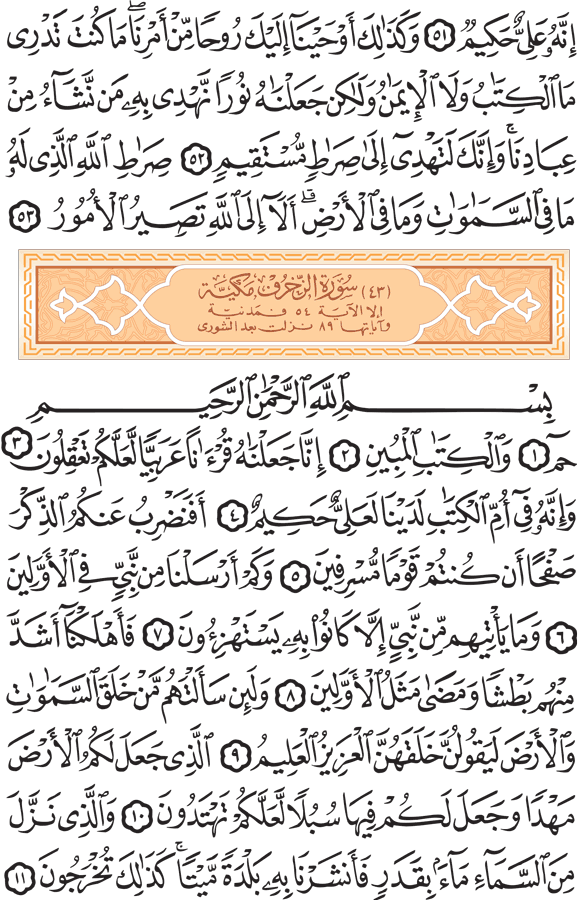 إِنَّهُۥ عَلِىٌّ حَكِيمٌ ٥١ وَكَذَٰلِكَ أَوْحَيْنَآ إِلَيْكَ رُوحًا مِّنْ أَمْرِنَا ۚ مَا كُنتَ تَدْرِى
مَا ٱلْكِتَٰبُ وَلَا ٱلْإِيمَٰنُ وَلَٰكِن جَعَلْنَٰهُ نُورًا نَّهْدِى بِهِۦ مَن نَّشَآءُ مِنْ
عِبَادِنَا ۚ وَإِنَّكَ لَتَهْدِىٓ إِلَىٰ صِرَٰطٍ مُّسْتَقِيمٍ ٥٢ صِرَٰطِ ٱللَّهِ ٱلَّذِى لَهُۥ
مَا فِى ٱلسَّمَٰوَٰتِ وَمَا فِى ٱلْأَرْضِ ۗ أَلَآ إِلَى ٱللَّهِ تَصِيرُ ٱلْأُمُورُ ٥٣
(٤٣) سُورَة الزُّخْرُف مَكِّيَّة
إلا الآية ٥٤ فمدنية
وآياتها ٨٩ نزلت بعد الشورى
بِسْمِ ٱللَّهِ ٱلرَّحْمَٰنِ ٱلرَّحِيمِ
حمٓ ١ وَٱلْكِتَٰبِ ٱلْمُبِينِ ٢ إِنَّا جَعَلْنَٰهُ قُرْءَٰنًا عَرَبِيًّا لَّعَلَّكُمْ تَعْقِلُونَ ٣
وَإِنَّهُۥ فِىٓ أُمِّ ٱلْكِتَٰبِ لَدَيْنَا لَعَلِىٌّ حَكِيمٌ ٤ أَفَنَضْرِبُ عَنكُمُ ٱلذِّكْرَ
صَفْحًا أَن كُنتُمْ قَوْمًا مُّسْرِفِينَ ٥ وَكَمْ أَرْسَلْنَا مِن نَّبِىٍّ فِى ٱلْأَوَّلِينَ
٦ وَمَا يَأْتِيهِم مِّن نَّبِىٍّ إِلَّا كَانُوا۟ بِهِۦ يَسْتَهْزِءُونَ ٧ فَأَهْلَكْنَآ أَشَدَّ
مِنْهُم بَطْشًا وَمَضَىٰ مَثَلُ ٱلْأَوَّلِينَ ٨ وَلَئِن سَأَلْتَهُم مَّنْ خَلَقَ ٱلسَّمَٰوَٰتِ
وَٱلْأَرْضَ لَيَقُولُنَّ خَلَقَهُنَّ ٱلْعَزِيزُ ٱلْعَلِيمُ ٩ ٱلَّذِى جَعَلَ لَكُمُ ٱلْأَرْضَ
مَهْدًا وَجَعَلَ لَكُمْ فِيهَا سُبُلًا لَّعَلَّكُمْ تَهْتَدُونَ ١٠ وَٱلَّذِى نَزَّلَ
مِنَ ٱلسَّمَآءِ مَآءًۢ بِقَدَرٍ فَأَنشَرْنَا بِهِۦ بَلْدَةً مَّيْتًا ۚ كَذَٰلِكَ تُخْرَجُونَ ١١